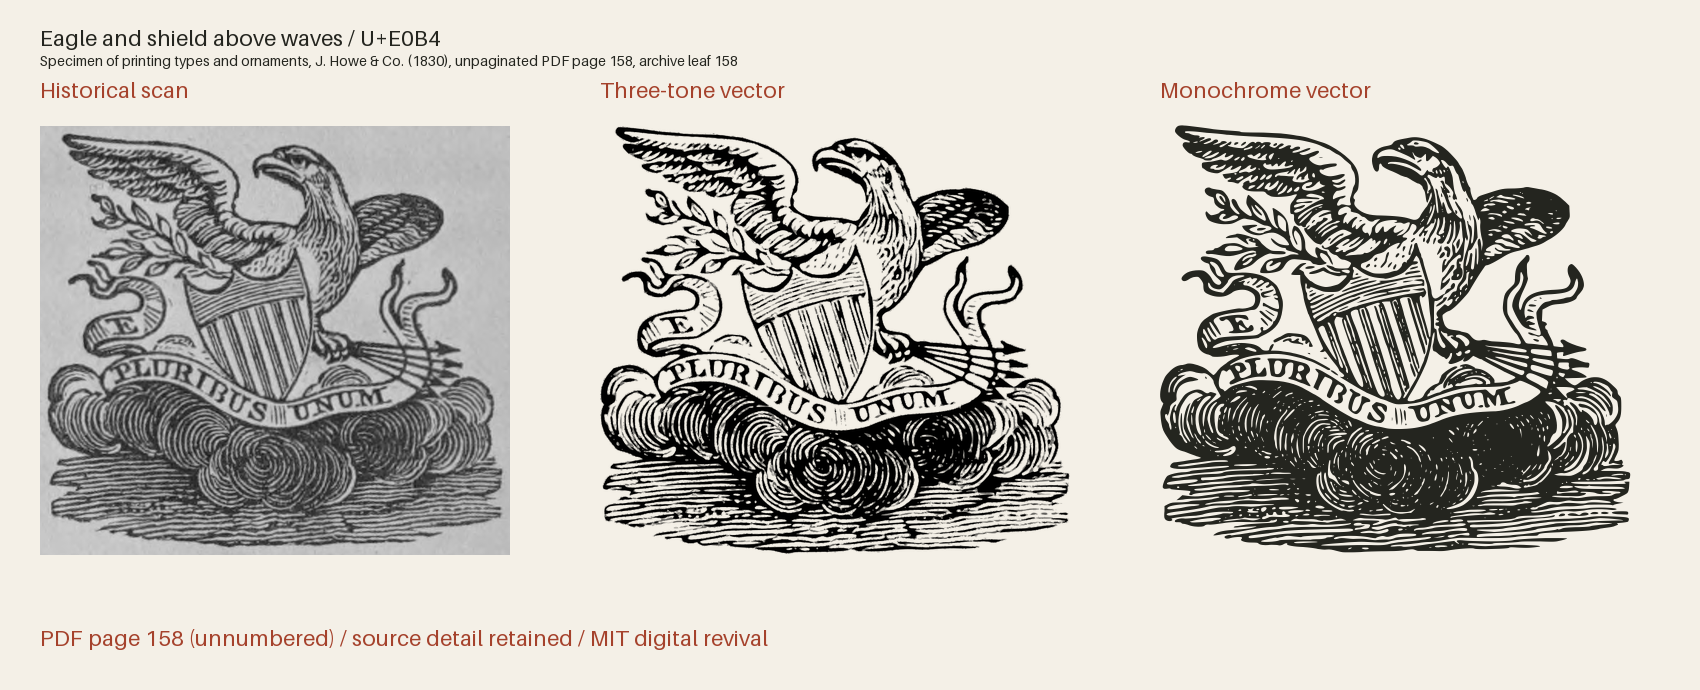 Eagle and shield above waves / U+E0B4
Specimen of printing types and ornaments, J. Howe & Co. (1830), unpaginated PDF page 158, archive leaf 158
Historical scan
Three-tone vector
Monochrome vector
E
PLURIBUS UNUM
E
PLURIBUS UNUM
E
PLURIBUS UNUM
PDF page 158 (unnumbered) / source detail retained / MIT digital revival